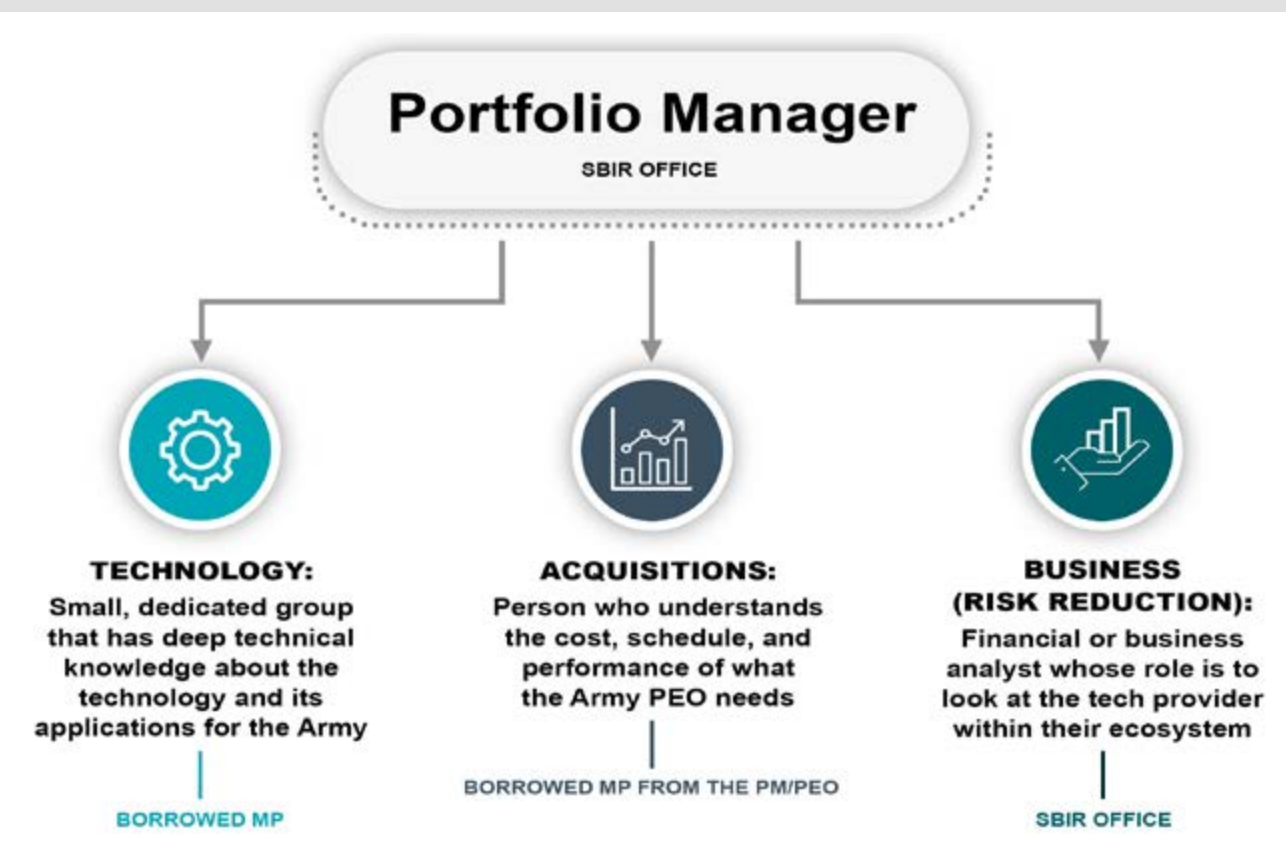 Portfolio Manager
SBIR OFFICE
TECHNOLOGY:
Small, dedicated group
that has deep technical
knowledge about the
technology and its
applications for the Army
BORROWED MP
ACQUISITIONS:
Person who understands
the cost, schedule, and
performance of what
the Army PEO needs
BORROWED MP FROM THE PM/PEO
BUSINESS
(RISK REDUCTION):
Financial or business
analyst whose role is to
look at the tech provider
within their ecosystem
SBIR OFFICE